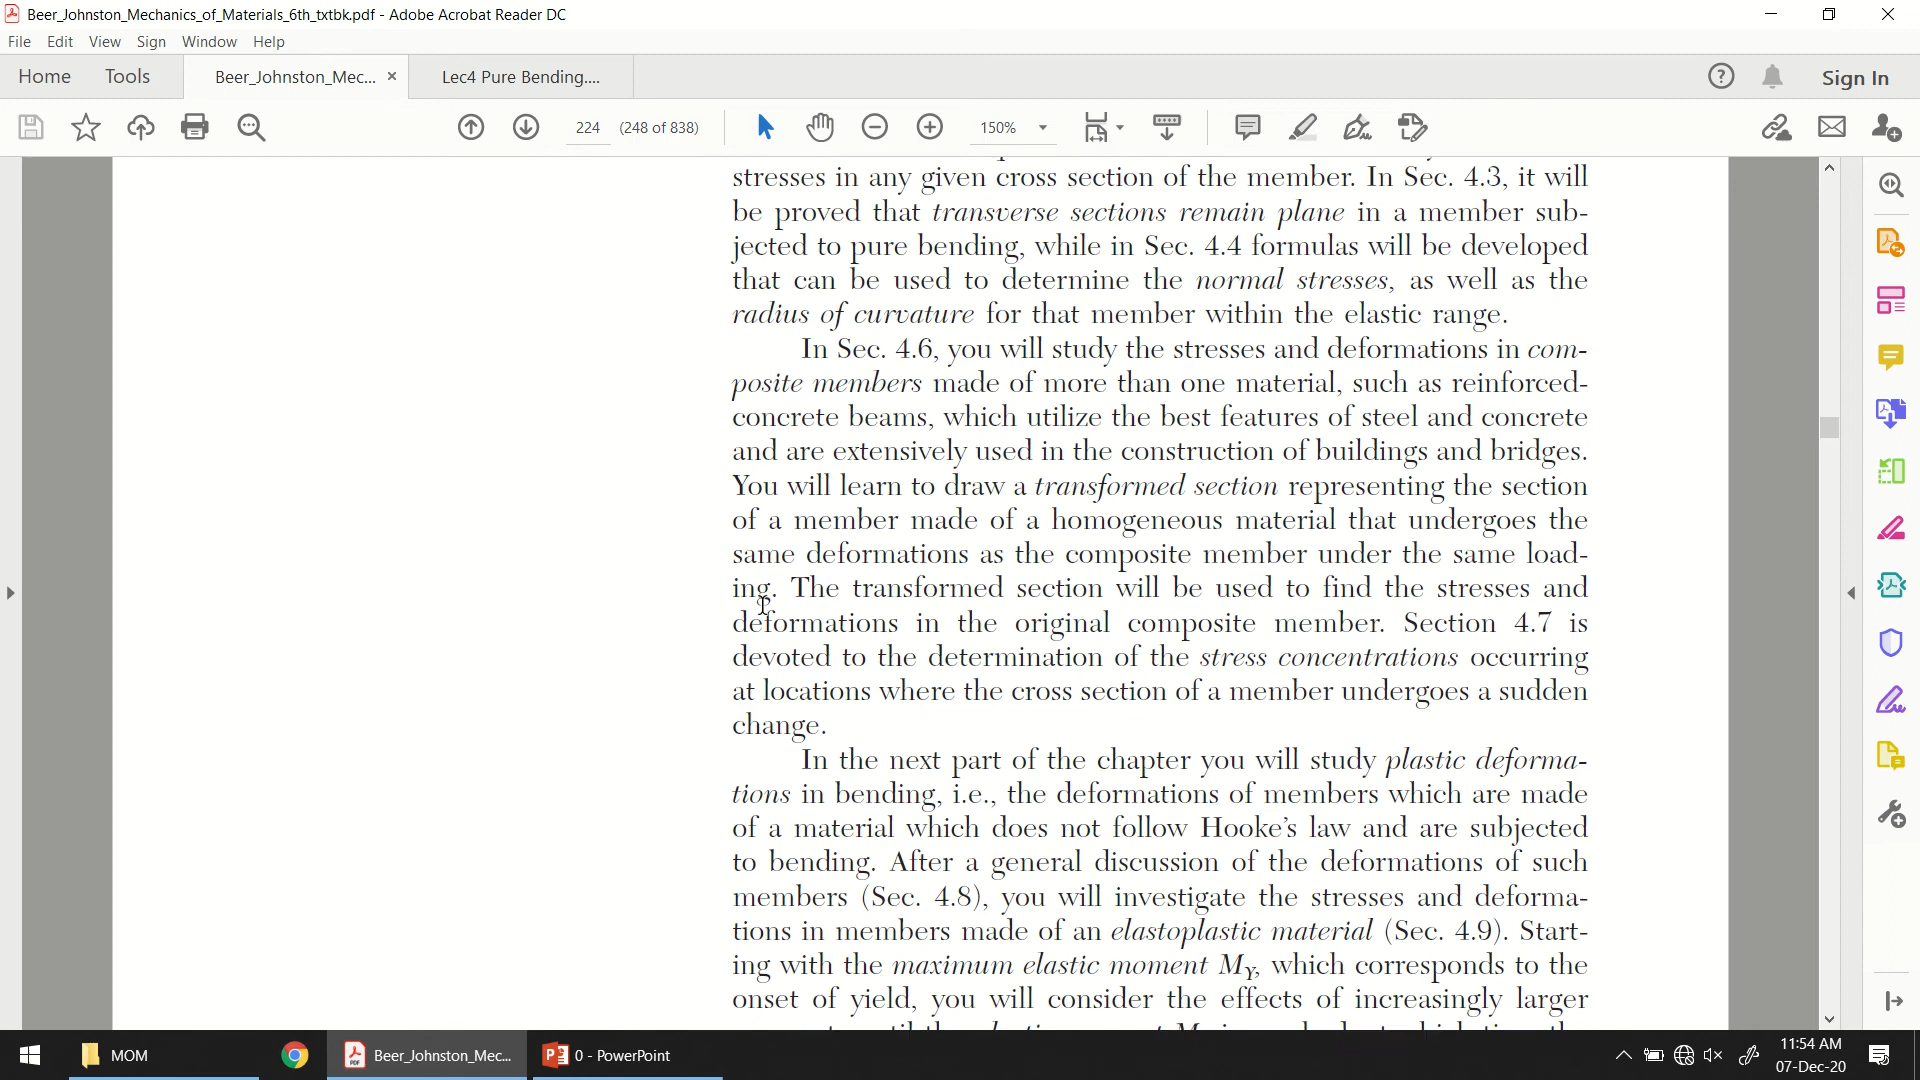 Beer_Johnston_Mechanics_of_Materials_6th_txtbk.pdf - Adobe Acrobat Reader DC
File Edit View Sign Window Help
Home Tools Beer_Johnston_Mec... × Lec4 Pure Bending.... Sign In
224 (248 of 838) 150%
stresses in any given cross section of the member. In Sec. 4.3, it will
be proved that transverse sections remain plane in a member sub-
jected to pure bending, while in Sec. 4.4 formulas will be developed
that can be used to determine the normal stresses, as well as the
radius of curvature for that member within the elastic range.
In Sec. 4.6, you will study the stresses and deformations in com-
posite members made of more than one material, such as reinforced-
concrete beams, which utilize the best features of steel and concrete
and are extensively used in the construction of buildings and bridges.
You will learn to draw a transformed section representing the section
of a member made of a homogeneous material that undergoes the
same deformations as the composite member under the same load-
ing. The transformed section will be used to find the stresses and
deformations in the original composite member. Section 4.7 is
devoted to the determination of the stress concentrations occurring
at locations where the cross section of a member undergoes a sudden
change.
In the next part of the chapter you will study plastic deforma-
tions in bending, i.e., the deformations of members which are made
of a material which does not follow Hooke's law and are subjected
to bending. After a general discussion of the deformations of such
members (Sec. 4.8), you will investigate the stresses and deforma-
tions in members made of an elastoplastic material (Sec. 4.9). Start-
ing with the maximum elastic moment MY, which corresponds to the
onset of yield, you will consider the effects of increasingly larger
MOM Beer_Johnston_Mec... 0 - PowerPoint
11:54 AM
07-Dec-20